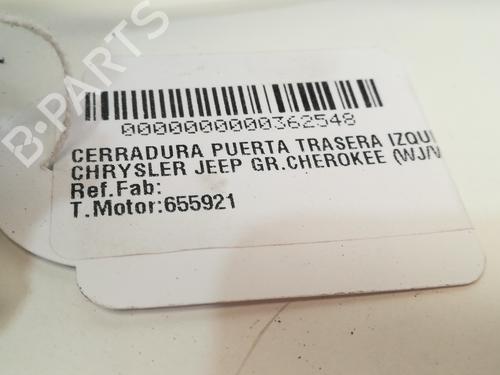 B-PARTS
0000000000362548
CERRADURA PUERTA TRASERA IZQUI
CHRYSLER JEEP GR.CHEROKEE (WJ/W
Ref.Fab:
T.Motor:655921